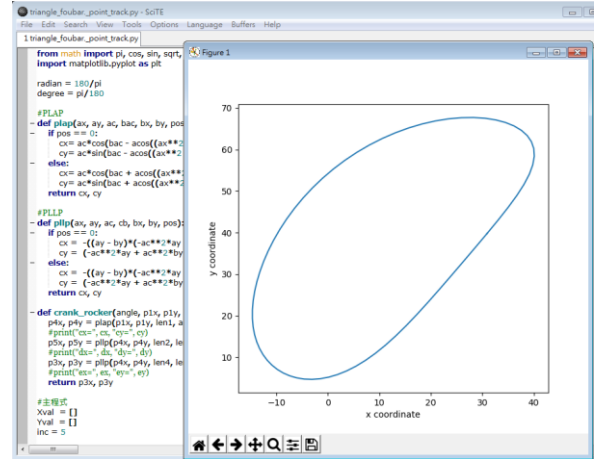 triangle_foubar._point_track.py - SciTE
File Edit Search View Tools Options Language Buffers Help
1 triangle_foubar._point_track.py
from math import pi, cos, sin, sqrt,
import matplotlib.pyplot as plt
radian = 180/pi
degree = pi/180
#PLAP
def plap(ax, ay, ac, bac, bx, by, pos
if pos == 0:
cx= ac*cos(bac - acos((ax**2
cy= ac*sin(bac - acos((ax**2
else:
cx= ac*cos(bac + acos((ax**2
cy= ac*sin(bac + acos((ax**2
return cx, cy
#PLLP
def pllp(ax, ay, ac, cb, bx, by, pos):
if pos == 0:
cx = -((ay - by)*(-ac**2*ay
cy = (-ac**2*ay + ac**2*by
else:
cx = -((ay - by)*(-ac**2*ay
cy = (-ac**2*ay + ac**2*by
return cx, cy
def crank_rocker(angle, p1x, p1y,
p4x, p4y = plap(p1x, p1y, len1, a
#print("cx=", cx, "cy=", cy)
p5x, p5y = pllp(p4x, p4y, len2, le
#print("dx=", dx, "dy=", dy)
p3x, p3y = pllp(p4x, p4y, len4, le
#print("ex=", ex, "ey=", ey)
return p3x, p3y
#主程式
Xval = []
Yval = []
inc = 5
Figure 1
70
60
50
40
30
20
10
y coordinate
−10 0 10 20 30 40
x coordinate